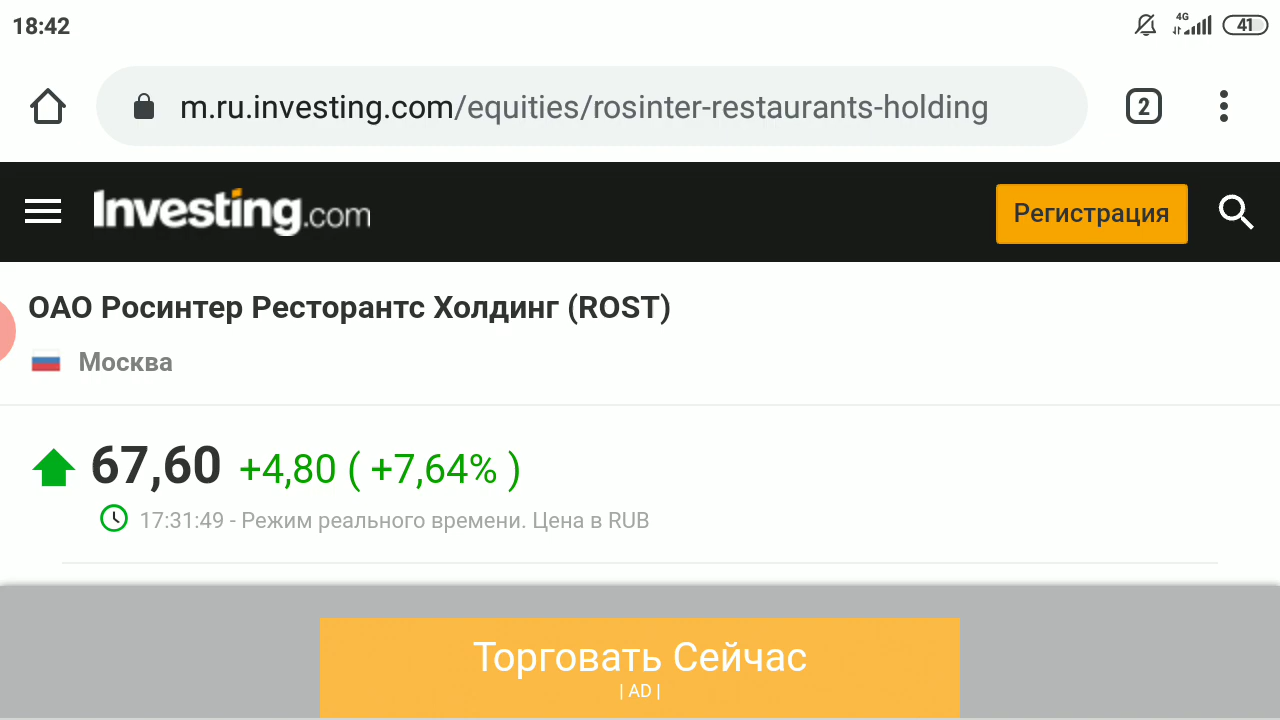 18:42
4G
41
m.ru.investing.com/equities/rosinter-restaurants-holding
2
Investing.com
Регистрация
ОАО Росинтер Ресторантс Холдинг (ROST)
Москва
67,60 +4,80 ( +7,64% )
17:31:49 - Режим реального времени. Цена в RUB
Торговать Сейчас
| AD |